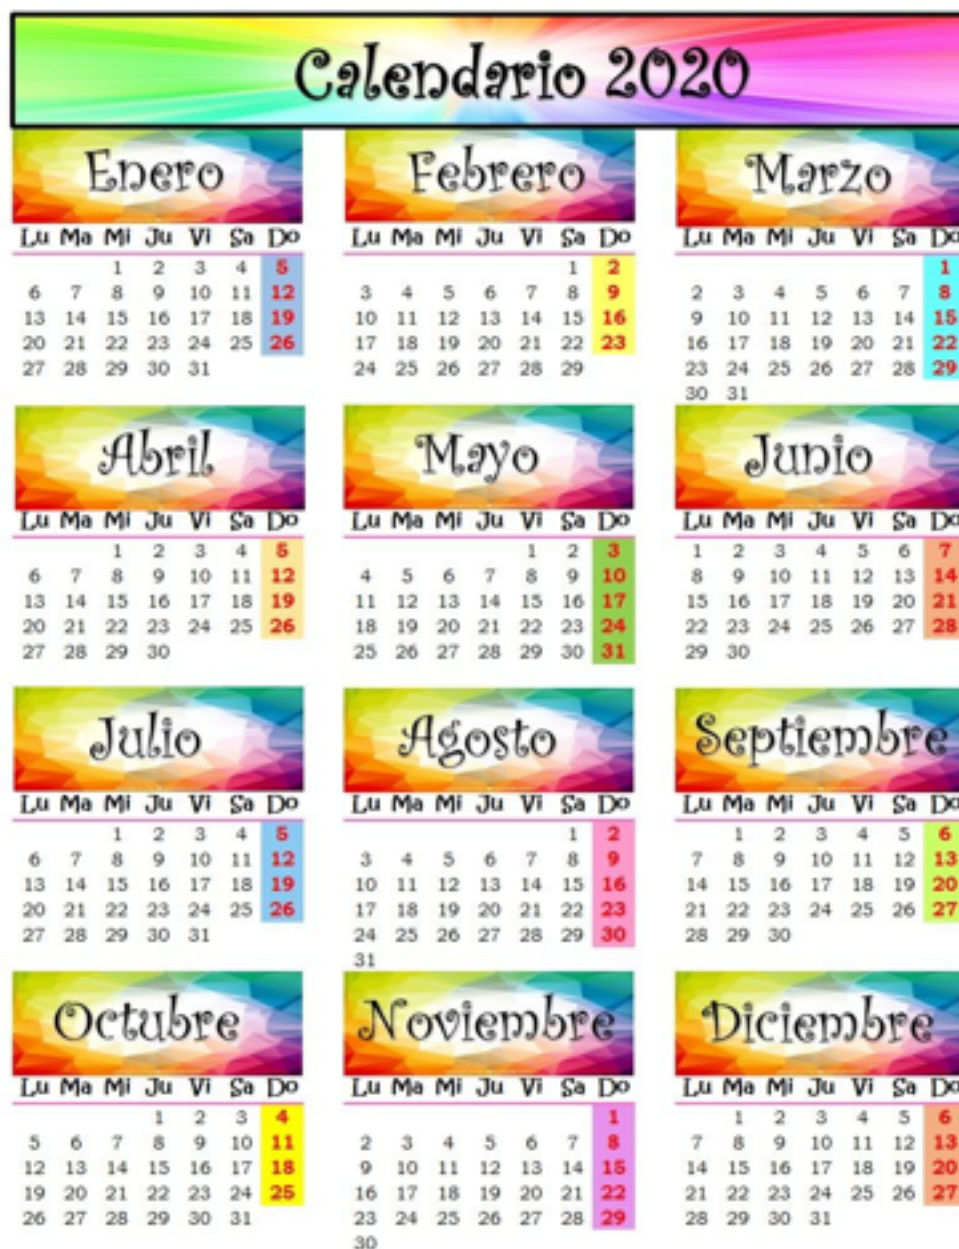 Calendario 2020
Enero
Lu Ma Mi Ju Vi Sa Do
1 2 3 4 5
6 7 8 9 10 11 12
13 14 15 16 17 18 19
20 21 22 23 24 25 26
27 28 29 30 31
Febrero
Lu Ma Mi Ju Vi Sa Do
1 2
3 4 5 6 7 8 9
10 11 12 13 14 15 16
17 18 19 20 21 22 23
24 25 26 27 28 29
Marzo
Lu Ma Mi Ju Vi Sa Do
1
2 3 4 5 6 7 8
9 10 11 12 13 14 15
16 17 18 19 20 21 22
23 24 25 26 27 28 29
30 31
Abril
Lu Ma Mi Ju Vi Sa Do
1 2 3 4 5
6 7 8 9 10 11 12
13 14 15 16 17 18 19
20 21 22 23 24 25 26
27 28 29 30
Mayo
Lu Ma Mi Ju Vi Sa Do
1 2 3
4 5 6 7 8 9 10
11 12 13 14 15 16 17
18 19 20 21 22 23 24
25 26 27 28 29 30 31
Junio
Lu Ma Mi Ju Vi Sa Do
1 2 3 4 5 6 7
8 9 10 11 12 13 14
15 16 17 18 19 20 21
22 23 24 25 26 27 28
29 30
Julio
Lu Ma Mi Ju Vi Sa Do
1 2 3 4 5
6 7 8 9 10 11 12
13 14 15 16 17 18 19
20 21 22 23 24 25 26
27 28 29 30 31
Agosto
Lu Ma Mi Ju Vi Sa Do
1 2
3 4 5 6 7 8 9
10 11 12 13 14 15 16
17 18 19 20 21 22 23
24 25 26 27 28 29 30
31
Septiembre
Lu Ma Mi Ju Vi Sa Do
1 2 3 4 5 6
7 8 9 10 11 12 13
14 15 16 17 18 19 20
21 22 23 24 25 26 27
28 29 30
Octubre
Lu Ma Mi Ju Vi Sa Do
1 2 3 4
5 6 7 8 9 10 11
12 13 14 15 16 17 18
19 20 21 22 23 24 25
26 27 28 29 30 31
Noviembre
Lu Ma Mi Ju Vi Sa Do
1
2 3 4 5 6 7 8
9 10 11 12 13 14 15
16 17 18 19 20 21 22
23 24 25 26 27 28 29
30
Diciembre
Lu Ma Mi Ju Vi Sa Do
1 2 3 4 5 6
7 8 9 10 11 12 13
14 15 16 17 18 19 20
21 22 23 24 25 26 27
28 29 30 31